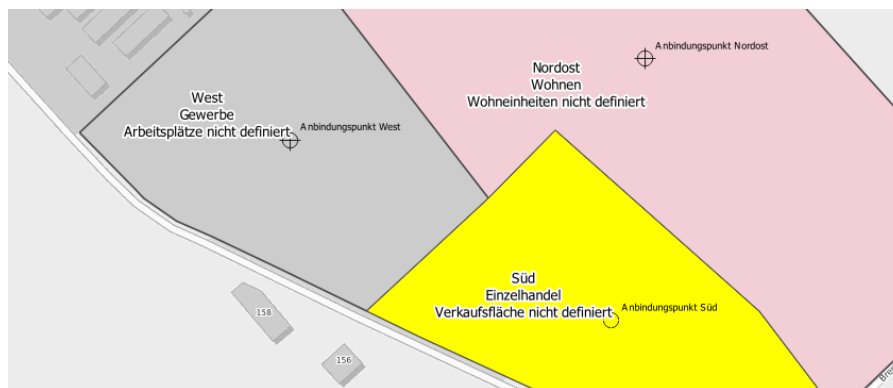 Anbindungspunkt Nordost
Nordost
Wohnen
Wohneinheiten nicht definiert
West
Gewerbe
Arbeitsplätze nicht definiert
Anbindungspunkt West
Süd
Einzelhandel
Verkaufsfläche nicht definiert
Anbindungspunkt Süd
158
156